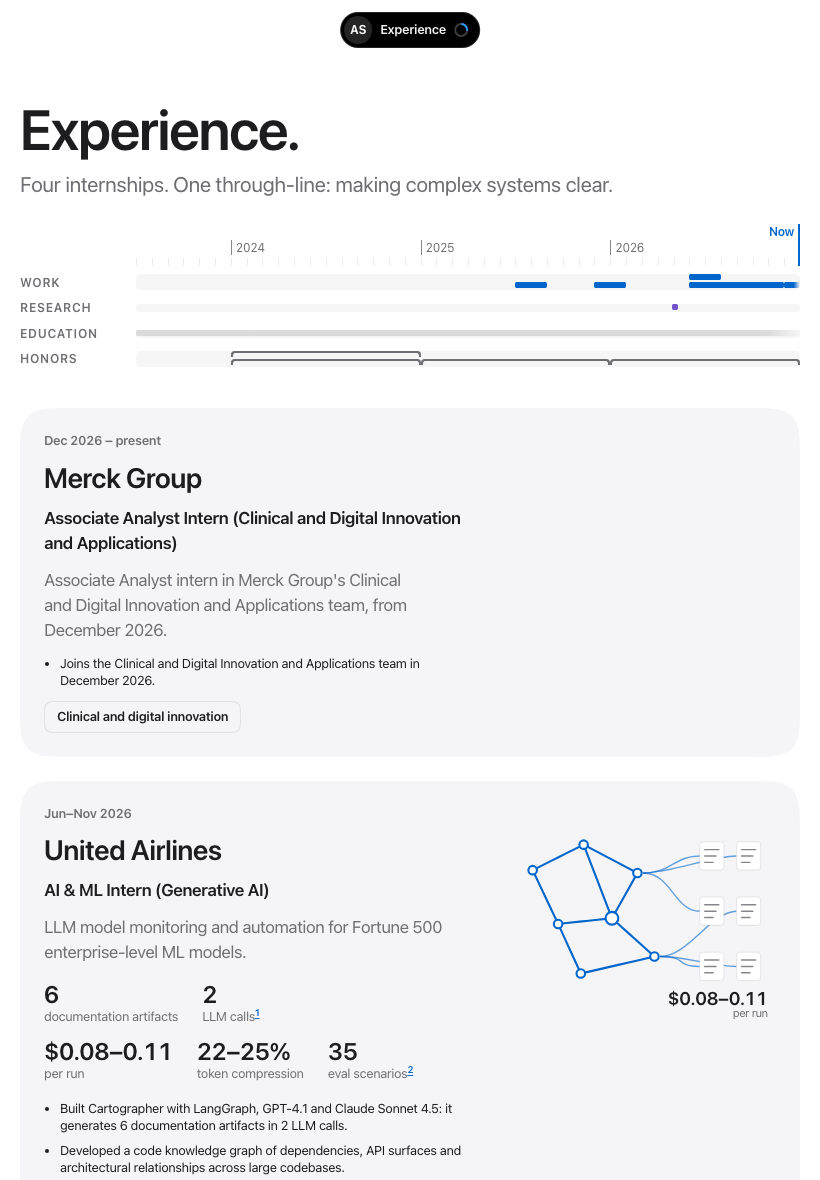 AS Experience
Experience.
Four internships. One through-line: making complex systems clear.
Now
2024 2025 2026
WORK
RESEARCH
EDUCATION
HONORS
Dec 2026 – present
Merck Group
Associate Analyst Intern (Clinical and Digital Innovation
and Applications)
Associate Analyst intern in Merck Group's Clinical
and Digital Innovation and Applications team, from
December 2026.
• Joins the Clinical and Digital Innovation and Applications team in
December 2026.
Clinical and digital innovation
Jun–Nov 2026
United Airlines
AI & ML Intern (Generative AI)
LLM model monitoring and automation for Fortune 500
enterprise-level ML models.
6 2
documentation artifacts LLM calls1
$0.08–0.11 22–25% 35
per run token compression eval scenarios2
$0.08–0.11
per run
• Built Cartographer with LangGraph, GPT-4.1 and Claude Sonnet 4.5: it
generates 6 documentation artifacts in 2 LLM calls.
• Developed a code knowledge graph of dependencies, API surfaces and
architectural relationships across large codebases.